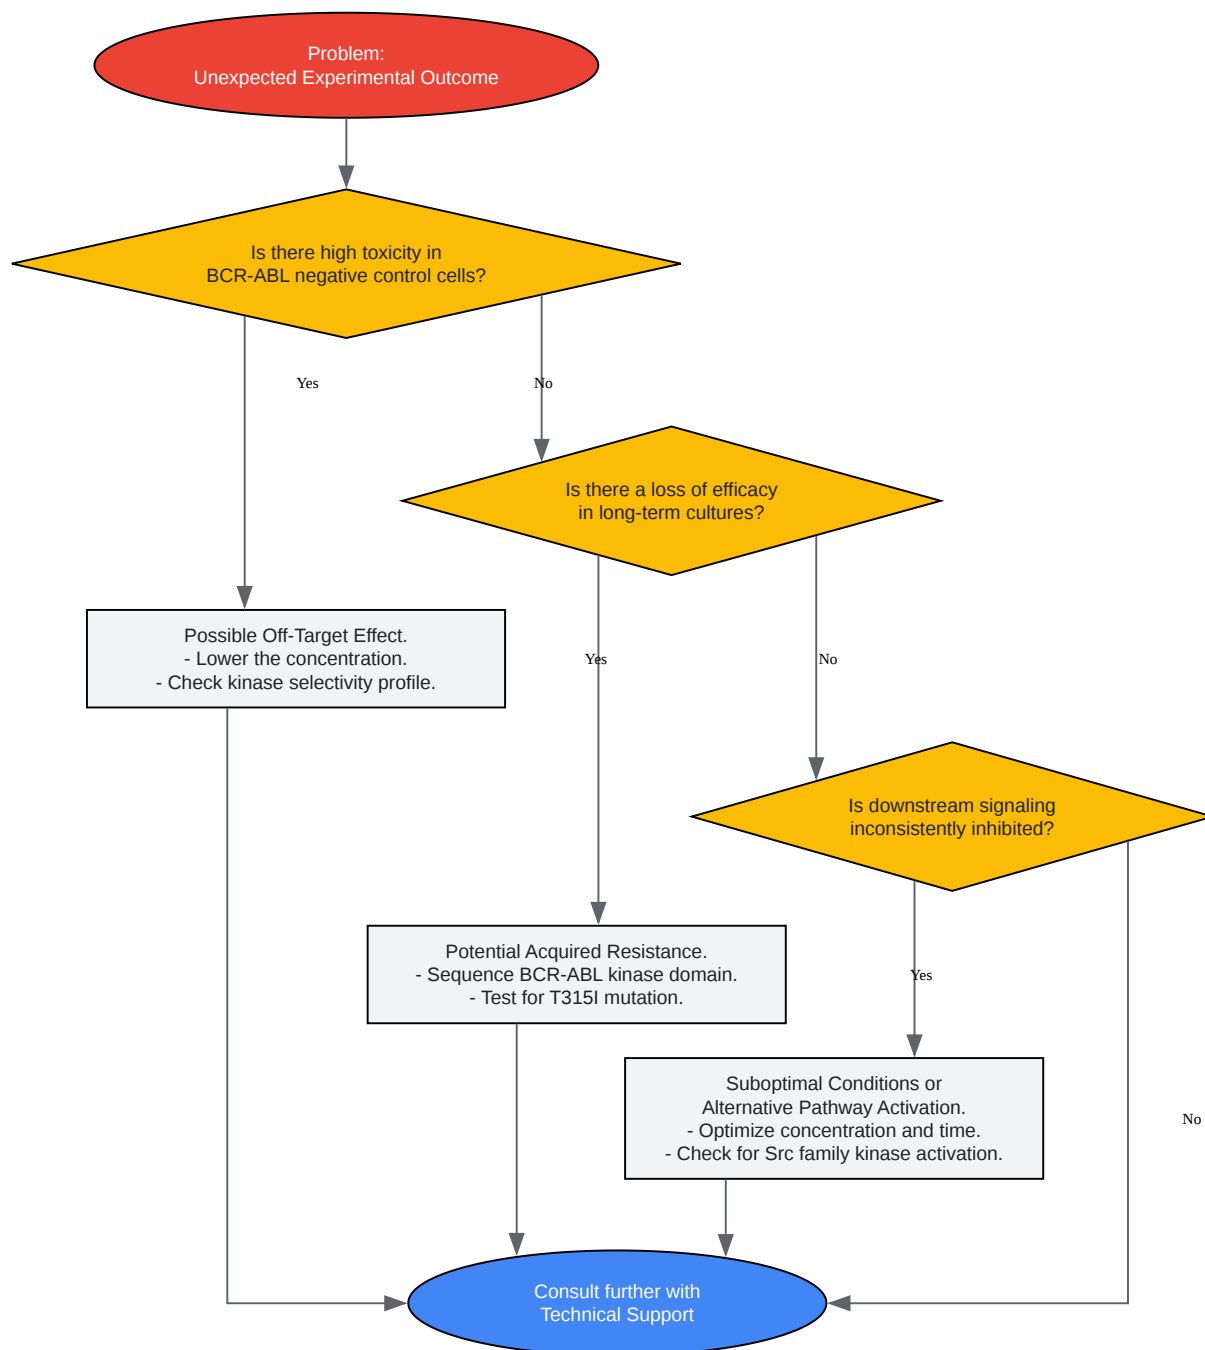 Problem:
Unexpected Experimental Outcome
Is there high toxicity in
BCR-ABL negative control cells?
Yes
No
Is there a loss of efficacy
in long-term cultures?
Possible Off-Target Effect.
- Lower the concentration.
- Check kinase selectivity profile.
Yes
No
Is downstream signaling
inconsistently inhibited?
Potential Acquired Resistance.
- Sequence BCR-ABL kinase domain.
- Test for T315I mutation.
Yes
Suboptimal Conditions or
Alternative Pathway Activation.
- Optimize concentration and time.
- Check for Src family kinase activation.
No
Consult further with
Technical Support